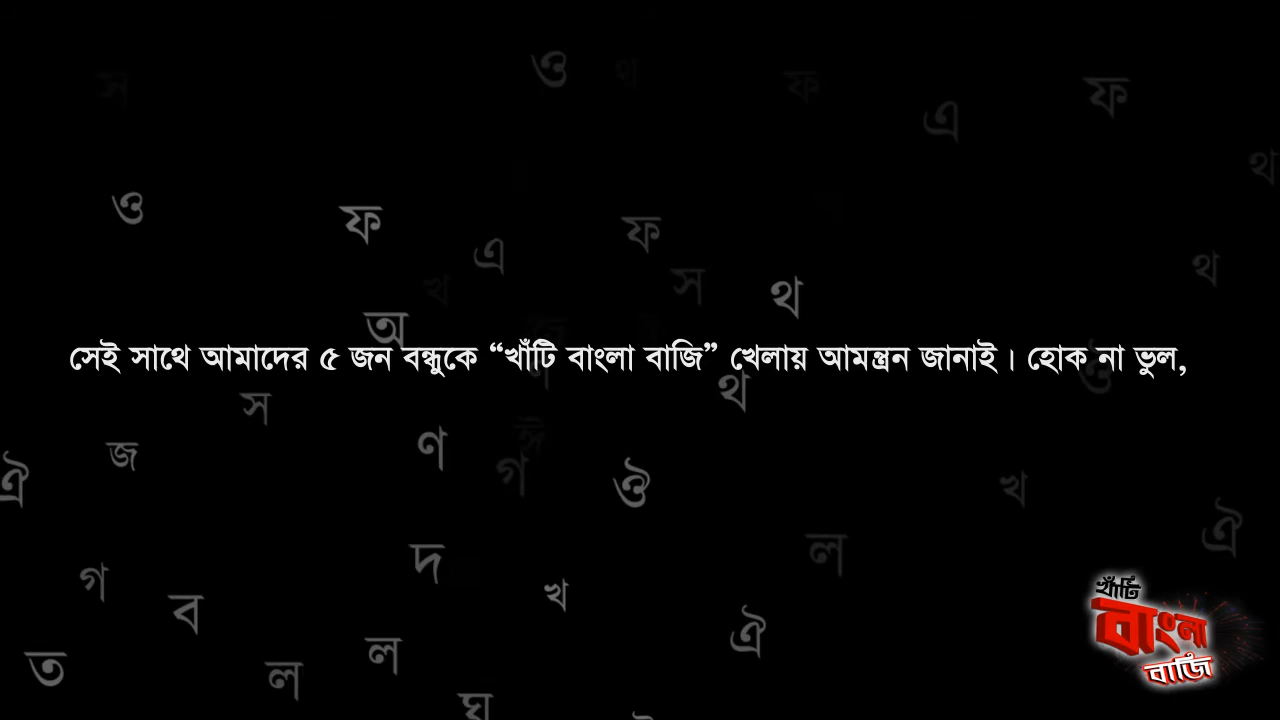 সেই সাথে আমাদের ৫ জন বন্ধুকে “খাঁটি বাংলা বাজি” খেলায় আমন্ত্রন জানাই। হোক না ভুল,
খাঁটি
বাংলা
বাজি